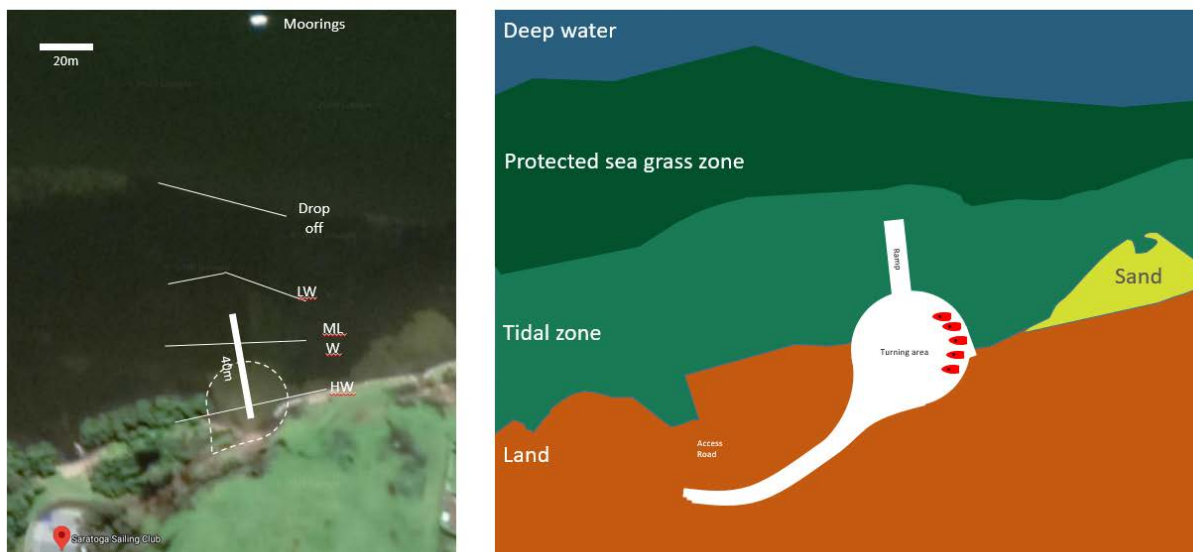 Moorings
20m
Drop
off
LW
ML
W
40m
HW
Saratoga Sailing Club
Deep water
Protected sea grass zone
Ramp
Sand
Tidal zone
Turning area
Access
Road
Land